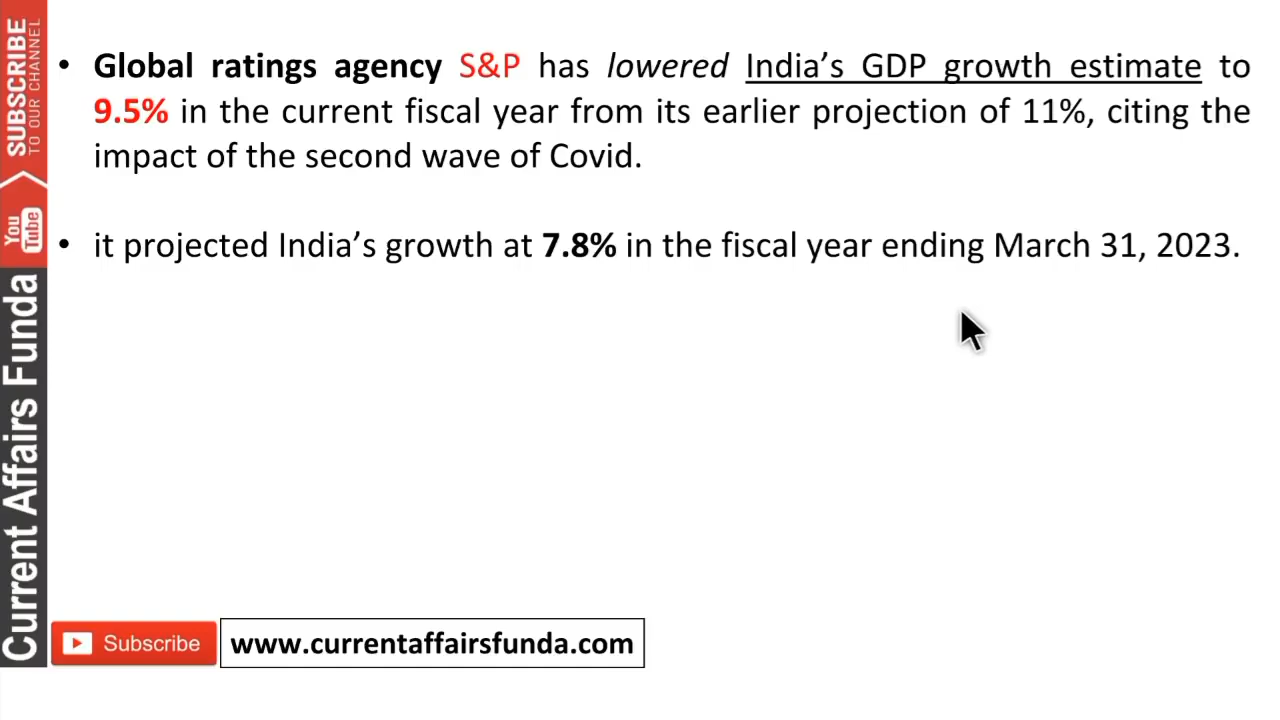 SUBSCRIBE
TO OUR CHANNEL
You
Tube
Current Affairs Funda
• Global ratings agency S&P has lowered India’s GDP growth estimate to
9.5% in the current fiscal year from its earlier projection of 11%, citing the
impact of the second wave of Covid.
• it projected India’s growth at 7.8% in the fiscal year ending March 31, 2023.
Subscribe
www.currentaffairsfunda.com